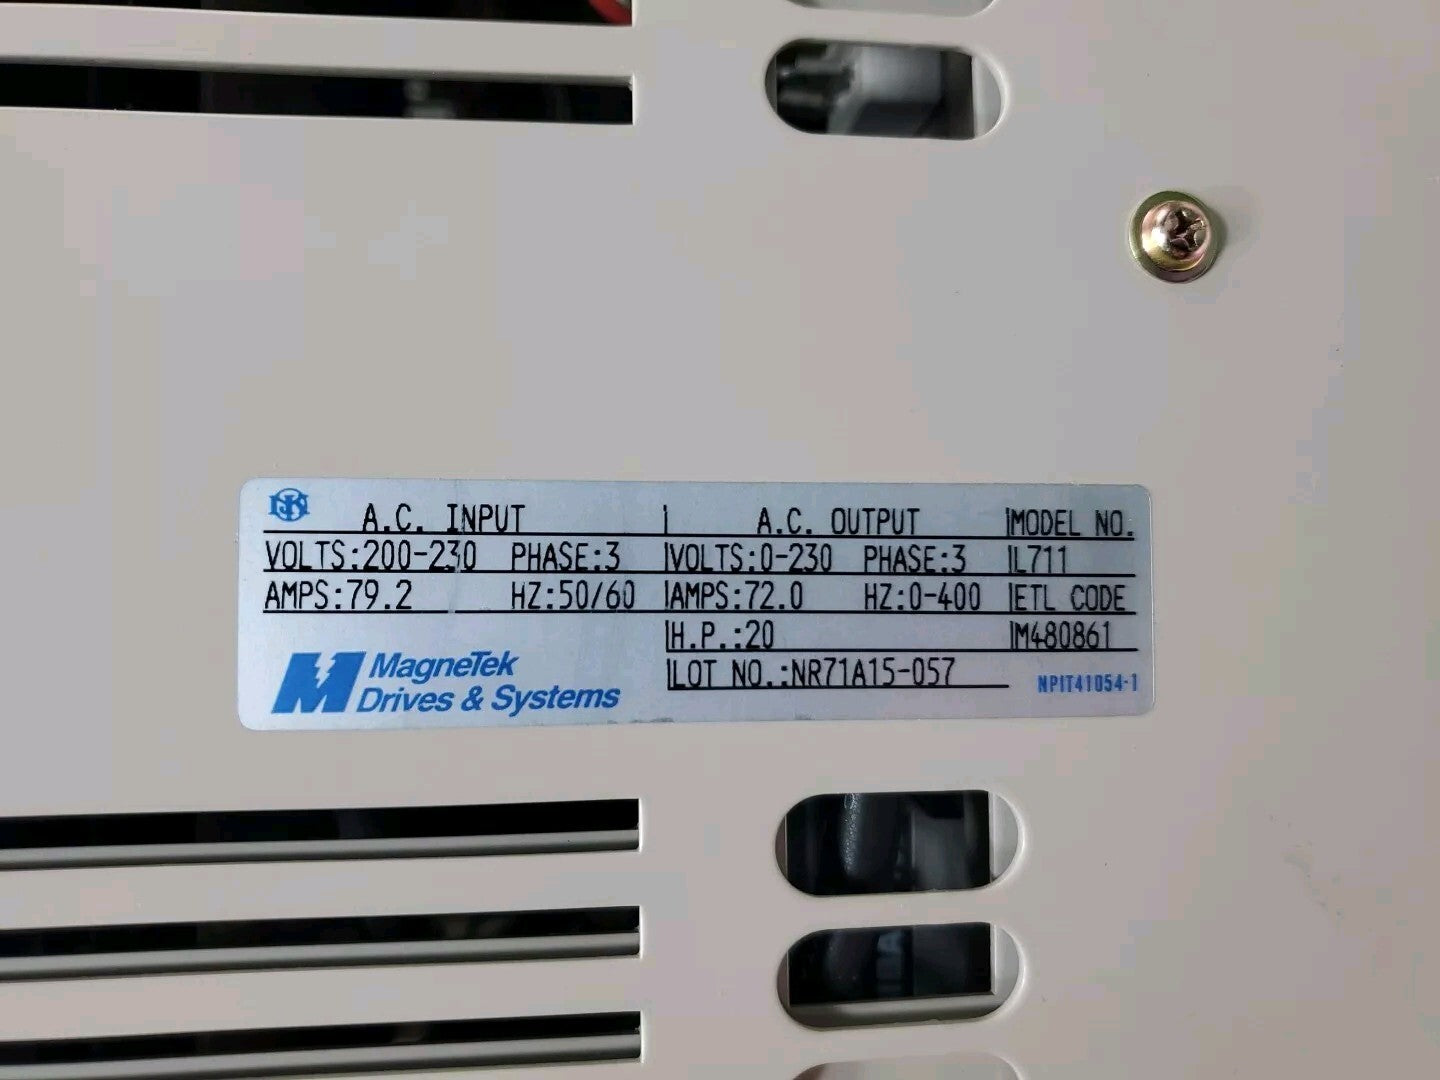 A.C. INPUT A.C. OUTPUT MODEL NO.
VOLTS:200-230 PHASE:3 VOLTS:0-230 PHASE:3 L711
AMPS:79.2 HZ:50/60 AMPS:72.0 HZ:0-400 ETL CODE
H.P.:20 M480861
LOT NO.:NR71A15-057 NPIT41054-1
MagneTek
Drives & Systems